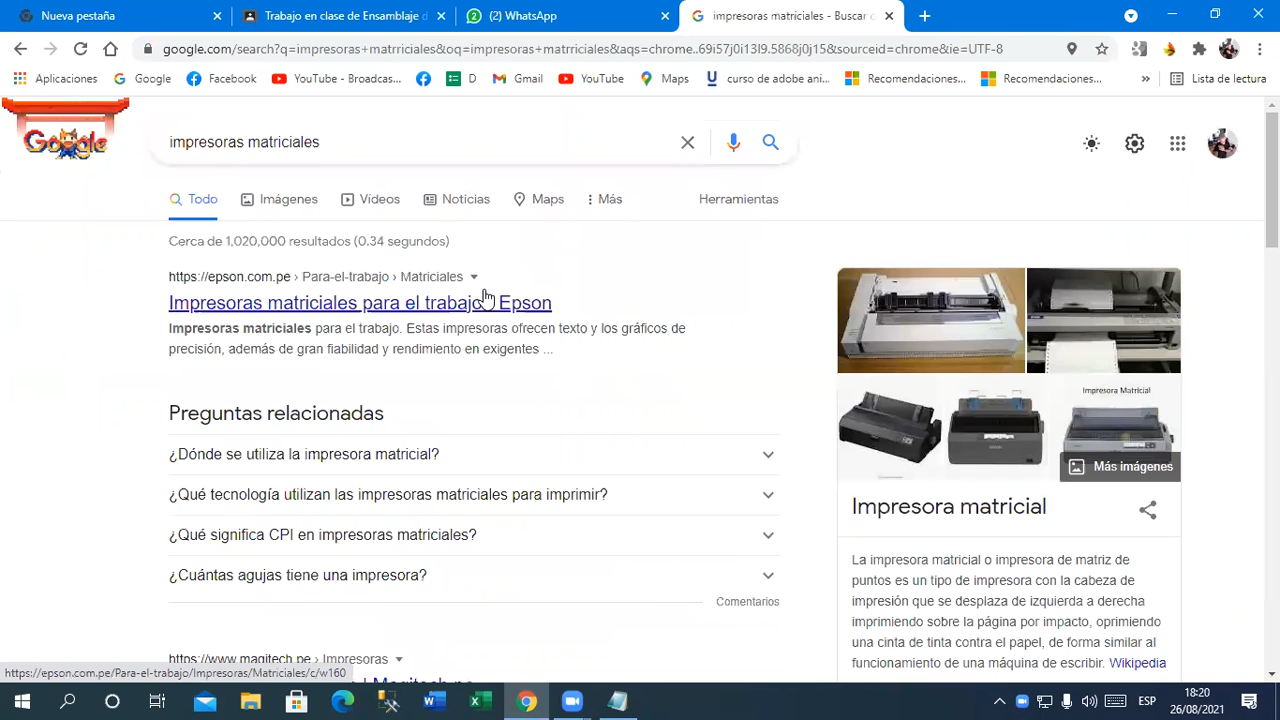 Nueva pestaña
Trabajo en clase de Ensamblaje d
(2) WhatsApp
impresoras matriciales - Buscar c
google.com/search?q=impresoras+matrriciales&oq=impresoras+matrriciales&aqs=chrome..69i57j0i13l9.5868j0j15&sourceid=chrome&ie=UTF-8
Aplicaciones
Google
Facebook
YouTube - Broadcas...
D
Gmail
YouTube
Maps
curso de adobe ani...
Recomendaciones...
Recomendaciones...
»
Lista de lectura
Google
impresoras matriciales
Todo
Imágenes
Vídeos
Noticias
Maps
Más
Herramientas
Cerca de 1,020,000 resultados (0.34 segundos)
https://epson.com.pe › Para-el-trabajo › Matriciales
Impresoras matriciales para el trabajo Epson
Impresoras matriciales para el trabajo. Estas impresoras ofrecen texto y los gráficos de
precisión, además de gran fiabilidad y rendimiento en exigentes ...
Preguntas relacionadas
¿Dónde se utiliza la impresora matricial?
¿Qué tecnología utilizan las impresoras matriciales para imprimir?
¿Qué significa CPI en impresoras matriciales?
¿Cuántas agujas tiene una impresora?
Comentarios
https://www.magitech.pe › Impresoras
Impresora Matricial
Más imágenes
Impresora matricial
La impresora matricial o impresora de matriz de
puntos es un tipo de impresora con la cabeza de
impresión que se desplaza de izquierda a derecha
imprimiendo sobre la página por impacto, oprimiendo
una cinta de tinta contra el papel, de forma similar al
funcionamiento de una máquina de escribir. Wikipedia
https://epson.com.pe/Para-el-trabajo/Impresoras/Matriciales/c/w160
ESP
18:20
26/08/2021